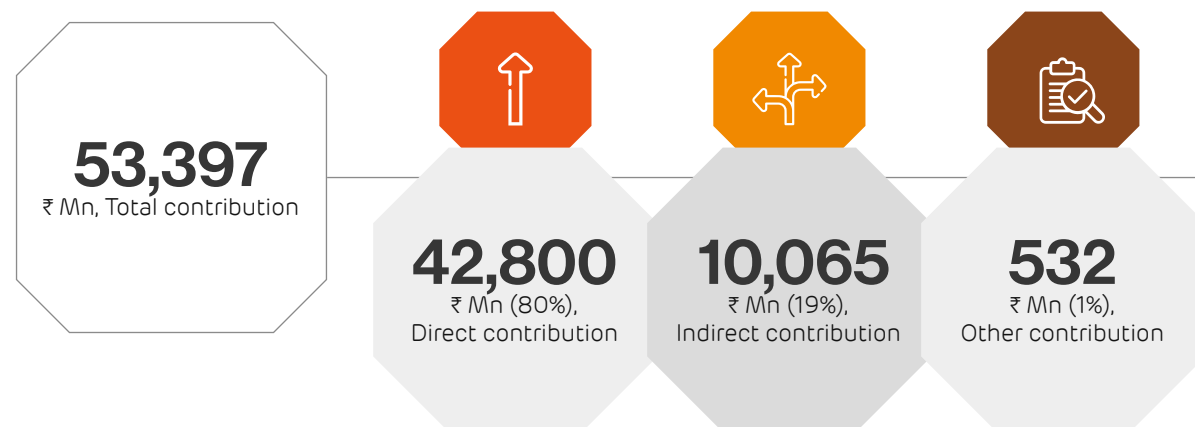 53,397
₹ Mn, Total contribution
42,800
₹ Mn (80%),
Direct contribution
10,065
₹ Mn (19%),
Indirect contribution
532
₹ Mn (1%),
Other contribution